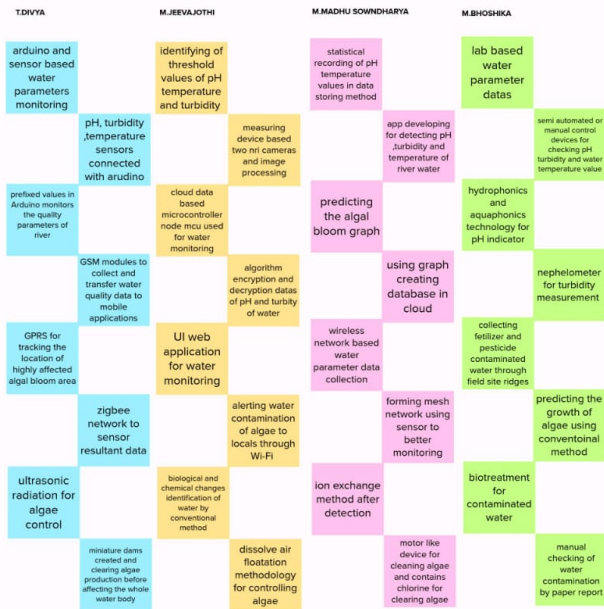 T.DIVYA
M.JEEVAJOTHI
M.MADHU SOWNDHARYA
M.BHOSHIKA
arduino and
sensor based
water
parameters
monitoring
pH, turbidity
,temperature
sensors
connected
with arudino
prefixed values in
Arduino monitors
the quality
parameters of
river
GSM modules to
collect and
transfer water
quality data to
mobile
applications
GPRS for
tracking the
location of
highly affected
algal bloom area
zigbee
network to
sensor
resultant data
ultrasonic
radiation for
algae
control
miniature dams
created and
clearing algae
production before
affecting the whole
water body
identifying of
threshold
values of pH
temperature
and turbidity
measuring
device based
two nri cameras
and image
processing
cloud data
based
microcontroller
node mcu used
for water
monitoring
algorithm
encryption and
decryption datas
of pH and turbity
of water
UI web
application
for water
monitoring
alerting water
contamination
of algae to
locals through
Wi-Fi
biological and
chemical changes
identification of
water by
conventional
method
dissolve air
floatation
methodology
for controlling
algae
statistical
recording of pH
temperature
values in data
storing method
app developing
for detecting pH
,turbidity and
temperature of
river water
predicting
the algal
bloom graph
using graph
creating
database in
cloud
wireless
network based
water
parameter data
collection
forming mesh
network using
sensor to
better
monitoring
ion exchange
method after
detection
motor like
device for
cleaning algae
and contains
chlorine for
clearing algae
lab based
water
parameter
datas
semi automated or
manual control
devices for
checking pH
turbidity and water
temperature value
hydrophonics
and
aquaphonics
technology for
pH indicator
nephelometer
for turbidity
measurement
collecting
fetilizer and
pesticide
contaminated
water through
field site ridges
predicting
the growth
of algae using
conventoinal
method
biotreatment
for
contaminated
water
manual
checking of
water
contamination
by paper report